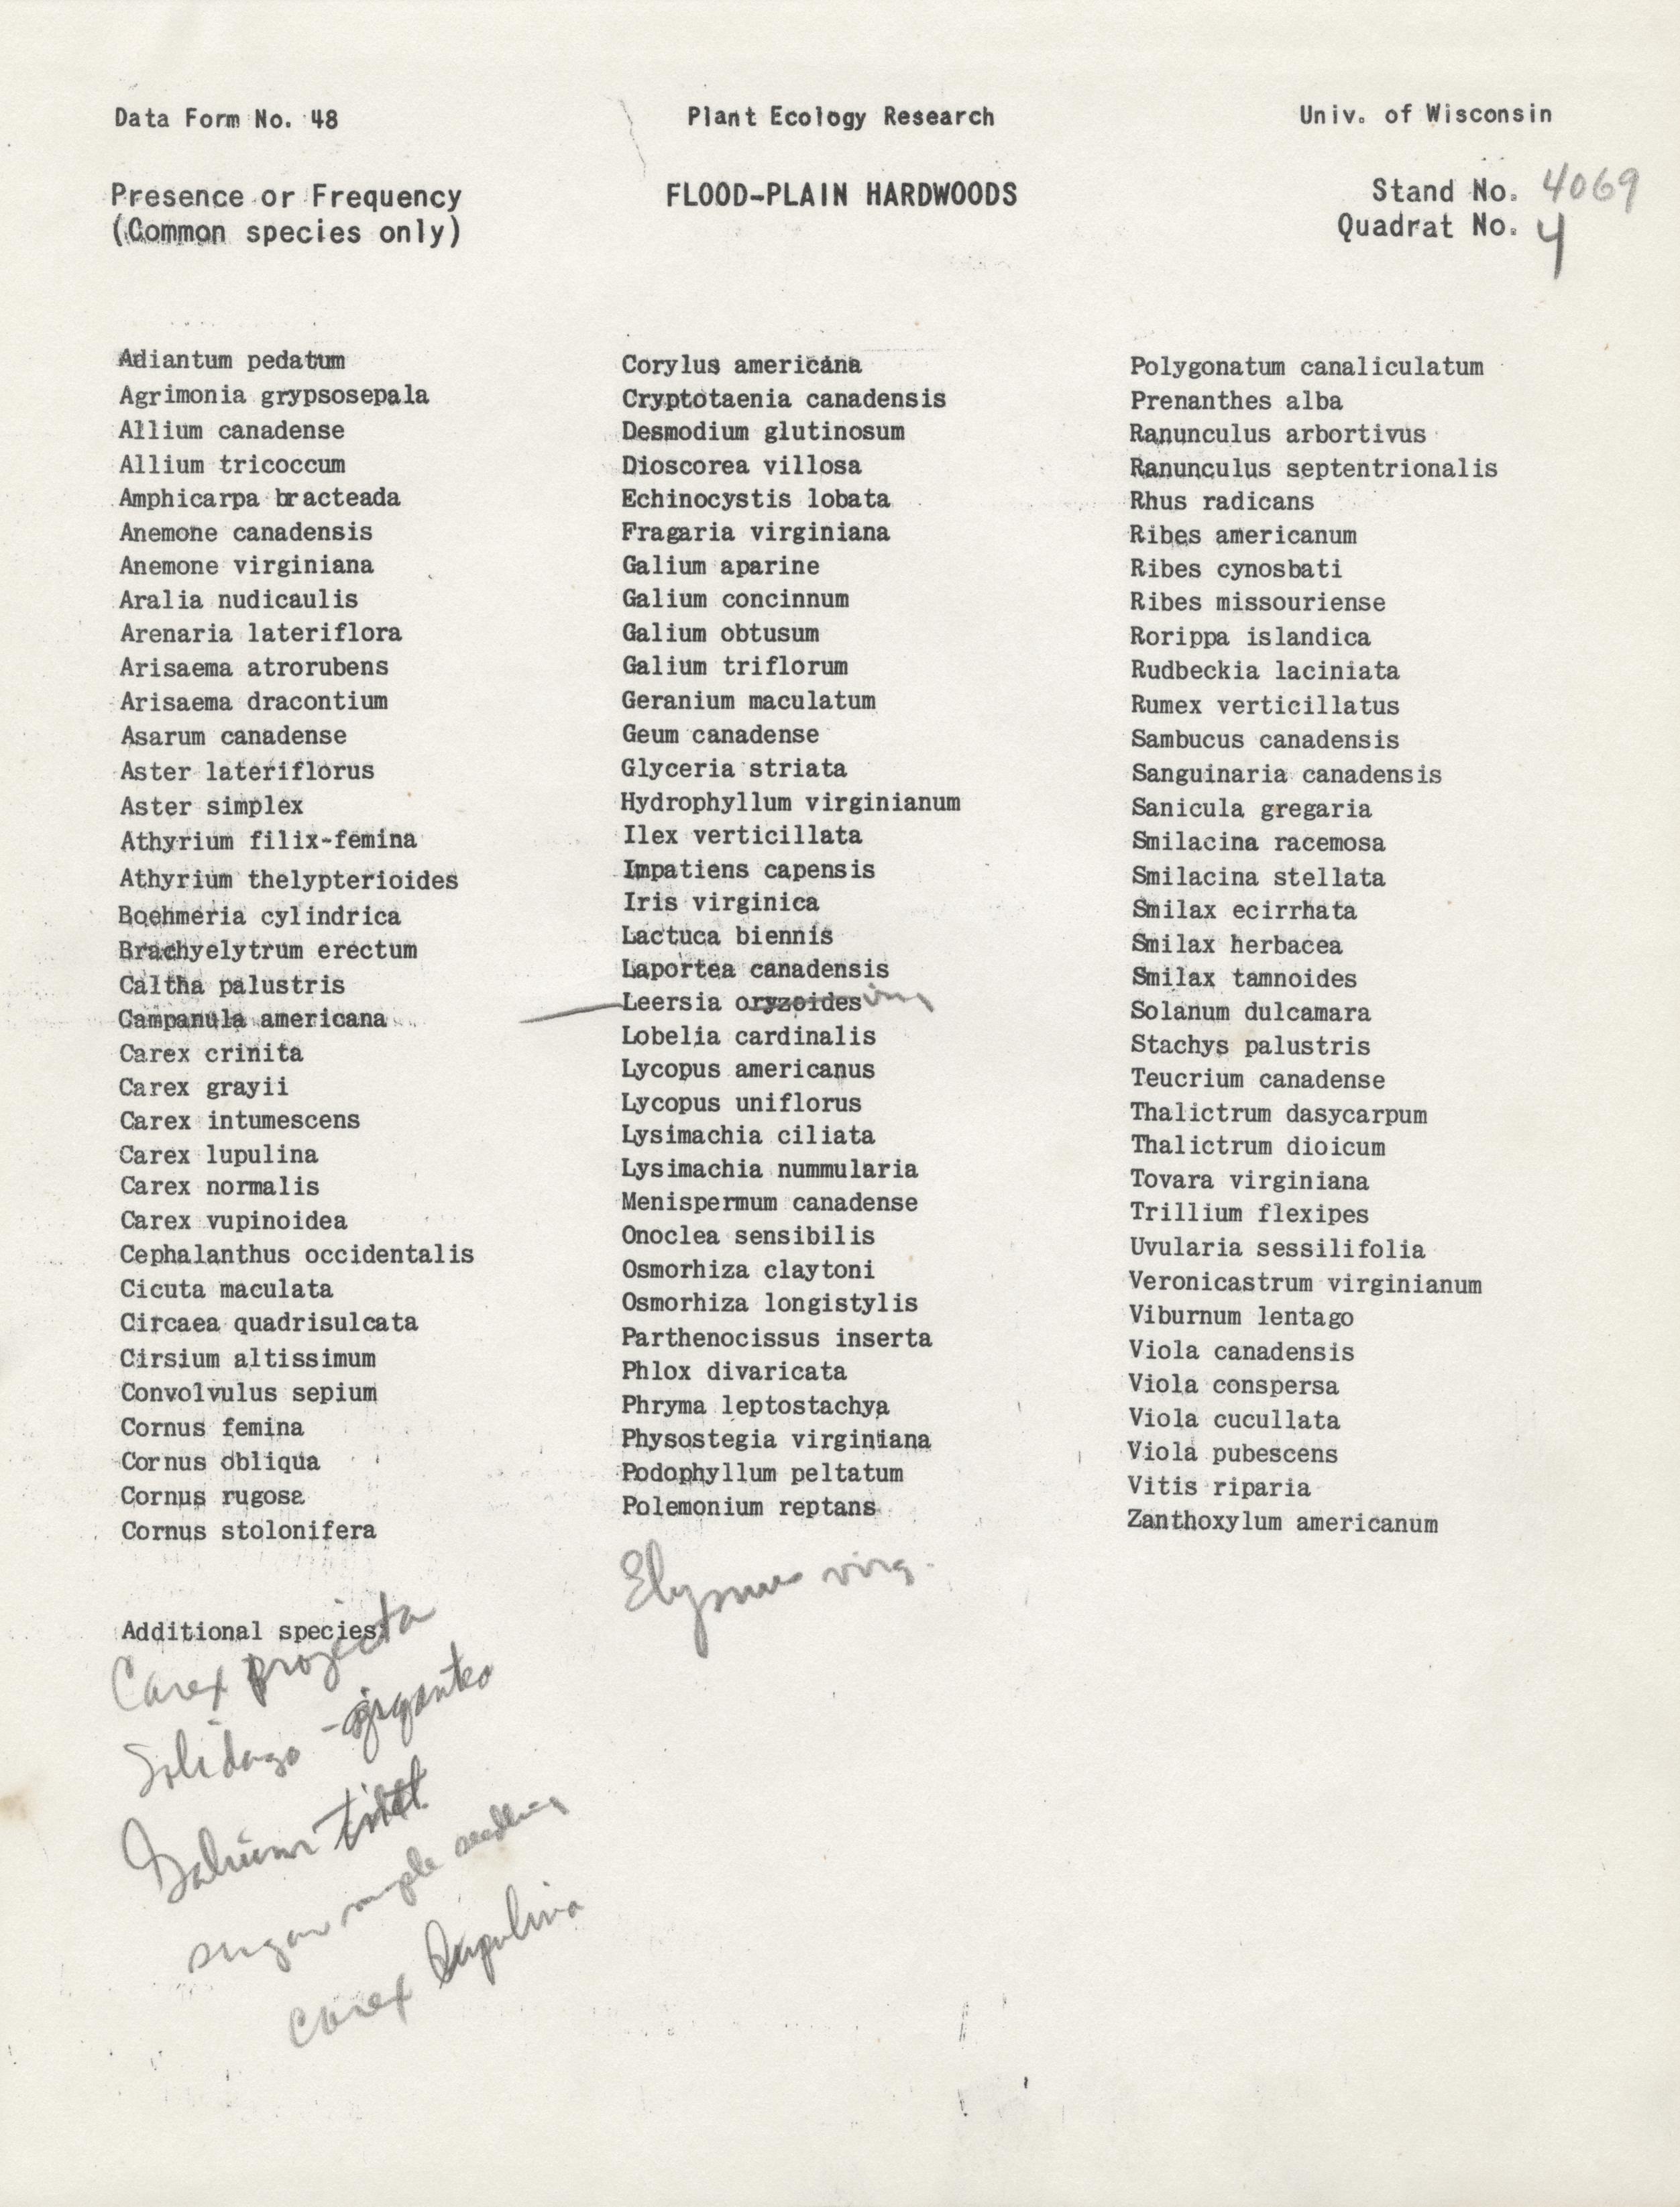 Data Form No. 48
Plant Ecology Research
Univ. of Wisconsin
Presence or Frequency
(Common species only)
FLOOD-PLAIN HARDWOODS
Stand No. 4069
Quadrat No. 4
Adiantum pedatum
Agrimonia grypsosepala
Allium canadense
Allium tricoccum
Amphicarpa bracteada
Anemone canadensis
Anemone virginiana
Aralia nudicaulis
Arenaria lateriflora
Arisaema atrorubens
Arisaema dracontium
Asarum canadense
Aster lateriflorus
Aster simplex
Athyrium filix-femina
Athyrium thelypterioides
Boehmeria cylindrica
Brachyelytrum erectum
Caltha palustris
Campanula americana
Carex crinita
Carex grayii
Carex intumescens
Carex lupulina
Carex normalis
Carex vupinoidea
Cephalanthus occidentalis
Cicuta maculata
Circaea quadrisulcata
Cirsium altissimum
Convolvulus sepium
Cornus femina
Cornus obliqua
Cornus rugosa
Cornus stolonifera
Additional species
Carex projecta
Solidago - gigantea
Galium
sugar maple seedling
Carex lupulina
Corylus americana
Cryptotaenia canadensis
Desmodium glutinosum
Dioscorea villosa
Echinocystis lobata
Fragaria virginiana
Galium aparine
Galium concinnum
Galium obtusum
Galium triflorum
Geranium maculatum
Geum canadense
Glyceria striata
Hydrophyllum virginianum
Ilex verticillata
Impatiens capensis
Iris virginica
Lactuca biennis
Laportea canadensis
Leersia oryzoides
Lobelia cardinalis
Lycopus americanus
Lycopus uniflorus
Lysimachia ciliata
Lysimachia nummularia
Menispermum canadense
Onoclea sensibilis
Osmorhiza claytoni
Osmorhiza longistylis
Parthenocissus inserta
Phlox divaricata
Phryma leptostachya
Physostegia virginiana
Podophyllum peltatum
Polemonium reptans
Elymus virg.
Polygonatum canaliculatum
Prenanthes alba
Ranunculus arbortivus
Ranunculus septentrionalis
Rhus radicans
Ribes americanum
Ribes cynosbati
Ribes missouriense
Rorippa islandica
Rudbeckia laciniata
Rumex verticillatus
Sambucus canadensis
Sanguinaria canadensis
Sanicula gregaria
Smilacina racemosa
Smilacina stellata
Smilax ecirrhata
Smilax herbacea
Smilax tamnoides
Solanum dulcamara
Stachys palustris
Teucrium canadense
Thalictrum dasycarpum
Thalictrum dioicum
Tovara virginiana
Trillium flexipes
Uvularia sessilifolia
Veronicastrum virginianum
Viburnum lentago
Viola canadensis
Viola conspersa
Viola cucullata
Viola pubescens
Vitis riparia
Zanthoxylum americanum